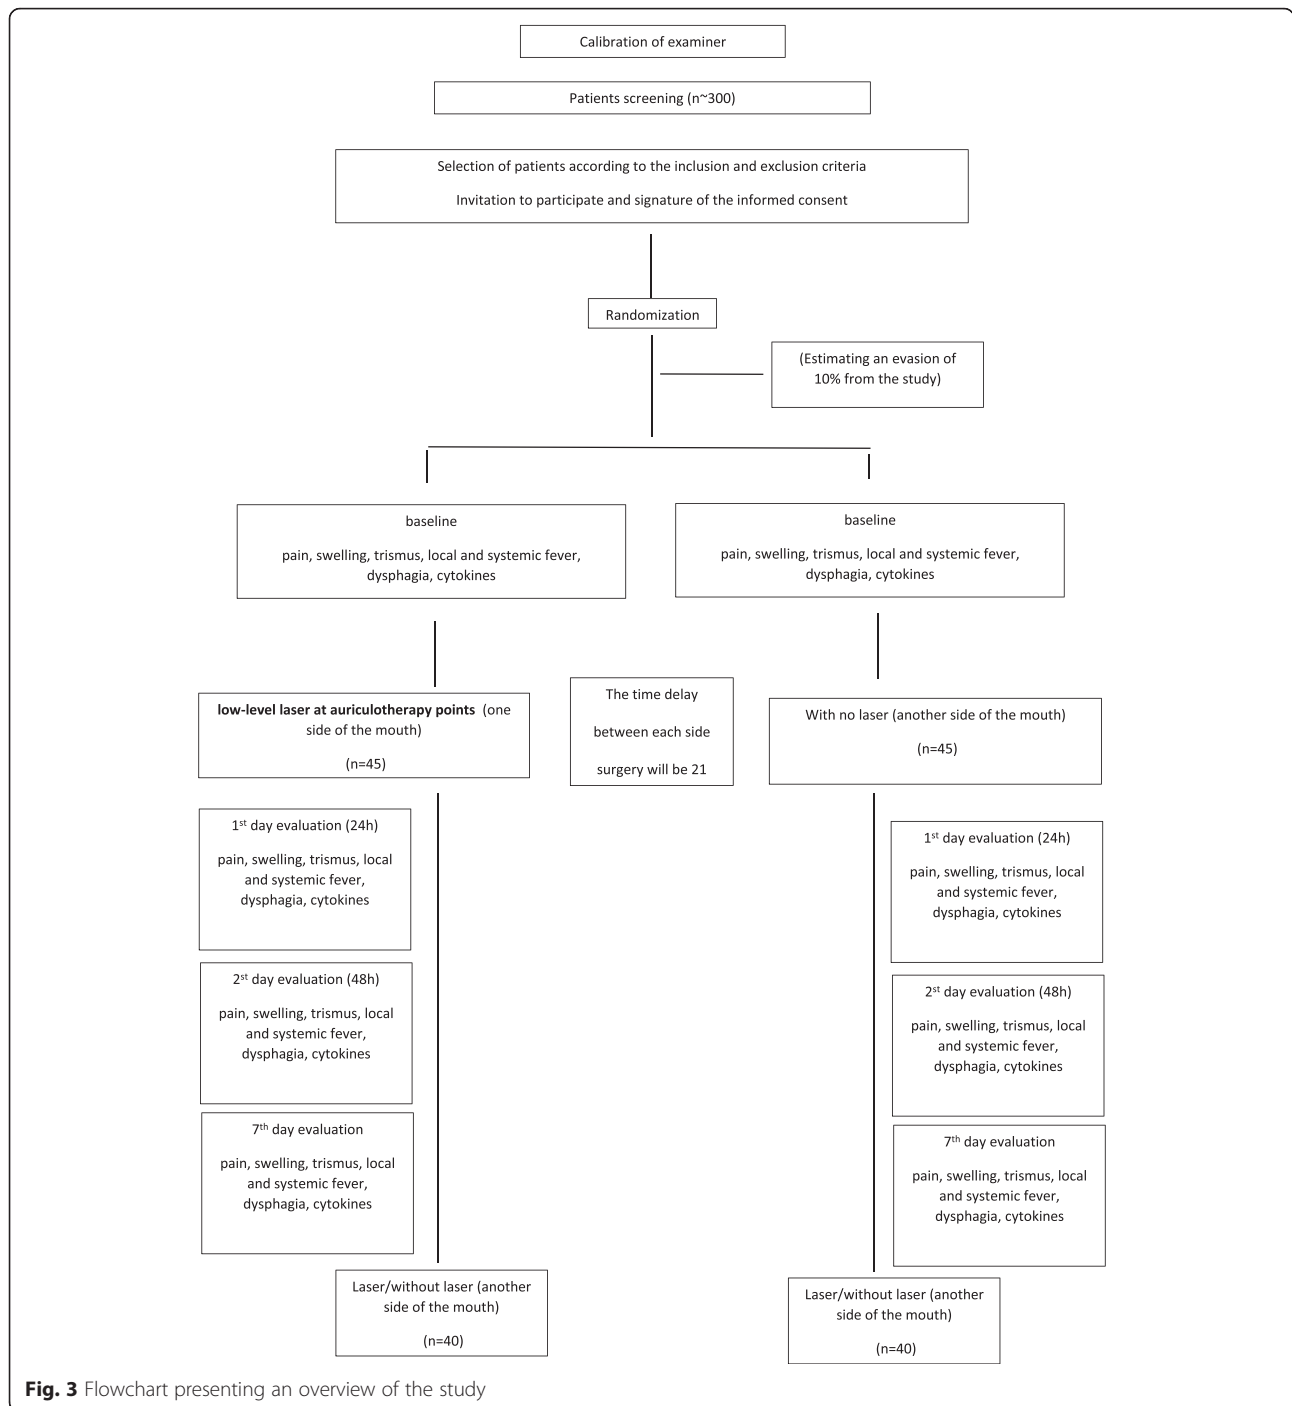 Calibration of examiner
Patients screening (n~300)
Selection of patients according to the inclusion and exclusion criteria
Invitation to participate and signature of the informed consent
Randomization
(Estimating an evasion of
10% from the study)
baseline
pain, swelling, trismus, local and systemic fever,
dysphagia, cytokines
baseline
pain, swelling, trismus, local and systemic fever,
dysphagia, cytokines
low-level laser at auriculotherapy points (one
side of the mouth)
(n=45)
The time delay
between each side
surgery will be 21
With no laser (another side of the mouth)
(n=45)
1st day evaluation (24h)
pain, swelling, trismus, local
and systemic fever,
dysphagia, cytokines
2st day evaluation (48h)
pain, swelling, trismus, local
and systemic fever,
dysphagia, cytokines
7th day evaluation
pain, swelling, trismus, local
and systemic fever,
dysphagia, cytokines
1st day evaluation (24h)
pain, swelling, trismus, local
and systemic fever,
dysphagia, cytokines
2st day evaluation (48h)
pain, swelling, trismus, local
and systemic fever,
dysphagia, cytokines
7th day evaluation
pain, swelling, trismus, local
and systemic fever,
dysphagia, cytokines
Laser/without laser (another
side of the mouth)
(n=40)
Laser/without laser (another
side of the mouth)
(n=40)
Fig. 3 Flowchart presenting an overview of the study